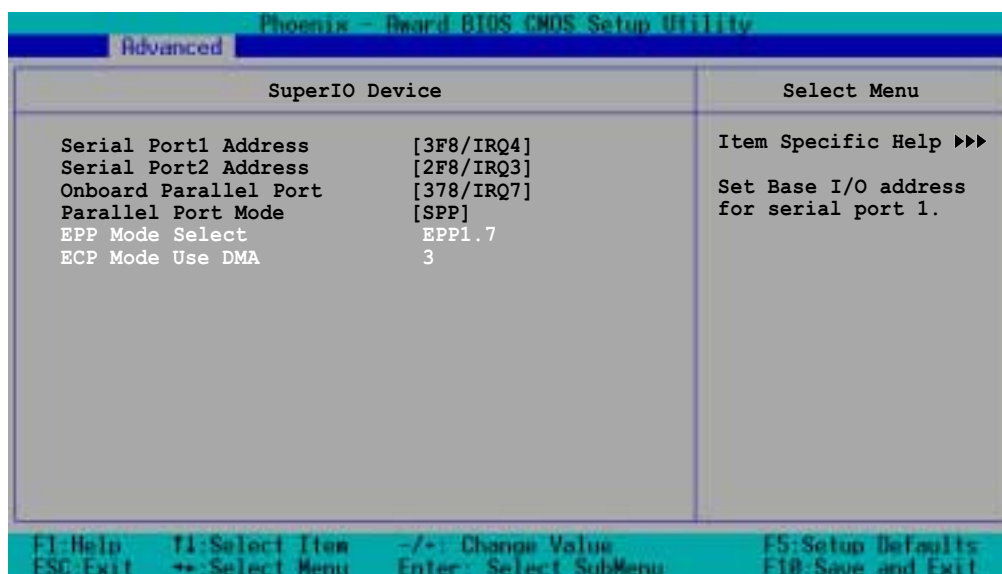 Phoenix - Award BIOS CMOS Setup Utility
Advanced
SuperIO Device
Select Menu
Serial Port1 Address [3F8/IRQ4]
Serial Port2 Address [2F8/IRQ3]
Onboard Parallel Port [378/IRQ7]
Parallel Port Mode [SPP]
EPP Mode Select EPP1.7
ECP Mode Use DMA 3
Item Specific Help ▶▶▶
Set Base I/O address
for serial port 1.
F1:Help ↑↓:Select Item -/+: Change Value F5:Setup Defaults
ESC:Exit ←→:Select Menu Enter: Select SubMenu F10:Save and Exit